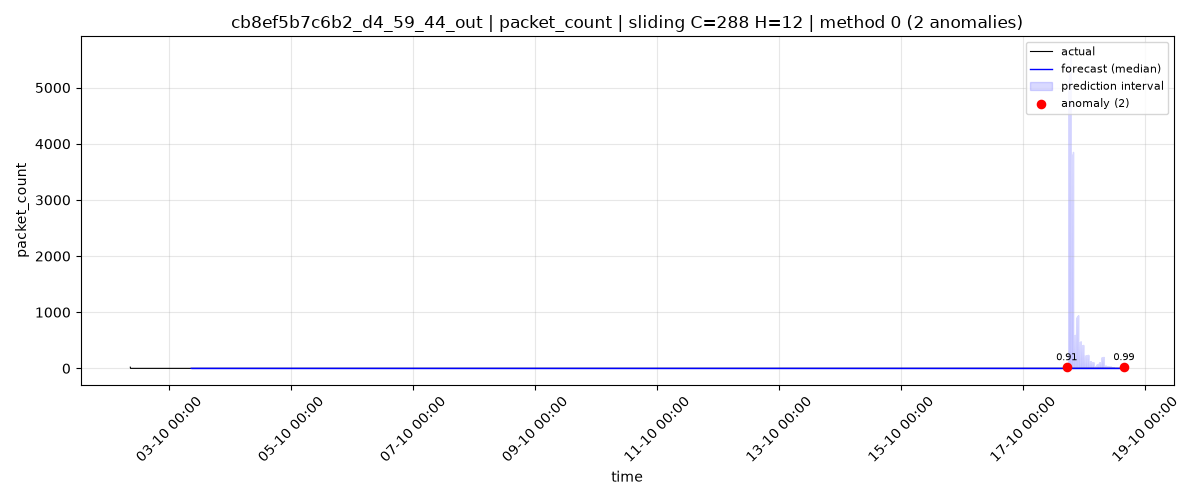 cb8ef5b7c6b2_d4_59_44_out | packet_count | sliding C=288 H=12 | method 0 (2 anomalies)
actual
forecast (median)
prediction interval
anomaly (2)
packet_count
5000
4000
3000
2000
1000
0
0.91
0.99
03-10 00:00
05-10 00:00
07-10 00:00
09-10 00:00
11-10 00:00
13-10 00:00
15-10 00:00
17-10 00:00
19-10 00:00
time